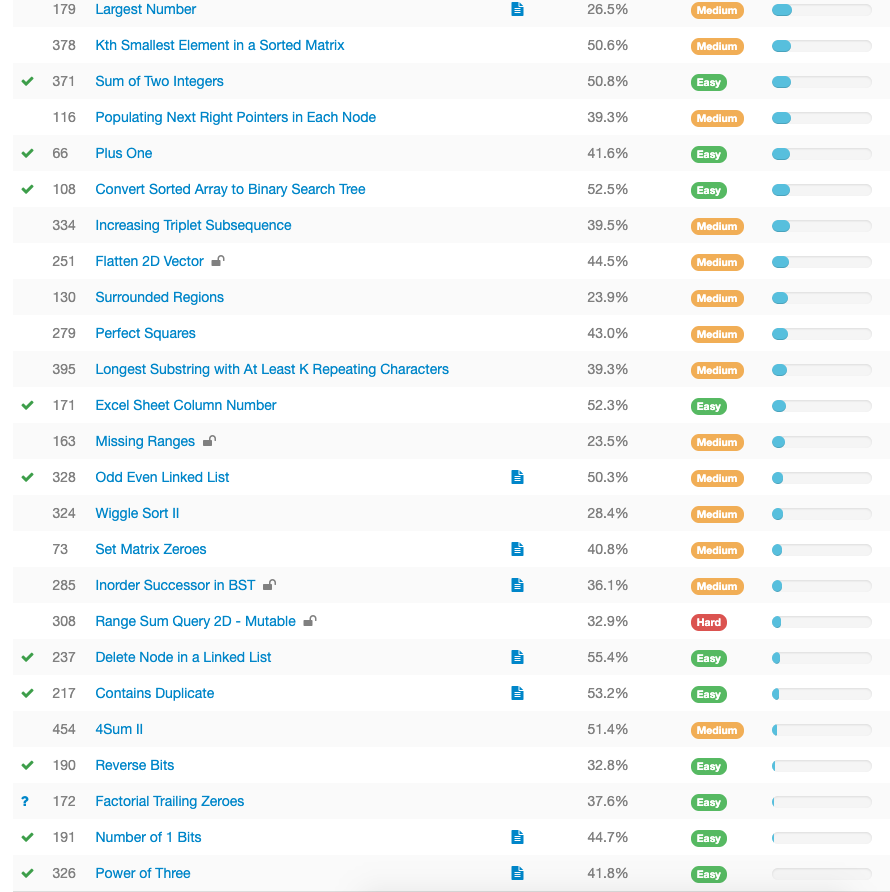 179 Largest Number 26.5% Medium
378 Kth Smallest Element in a Sorted Matrix 50.6% Medium
371 Sum of Two Integers 50.8% Easy
116 Populating Next Right Pointers in Each Node 39.3% Medium
66 Plus One 41.6% Easy
108 Convert Sorted Array to Binary Search Tree 52.5% Easy
334 Increasing Triplet Subsequence 39.5% Medium
251 Flatten 2D Vector 44.5% Medium
130 Surrounded Regions 23.9% Medium
279 Perfect Squares 43.0% Medium
395 Longest Substring with At Least K Repeating Characters 39.3% Medium
171 Excel Sheet Column Number 52.3% Easy
163 Missing Ranges 23.5% Medium
328 Odd Even Linked List 50.3% Medium
324 Wiggle Sort II 28.4% Medium
73 Set Matrix Zeroes 40.8% Medium
285 Inorder Successor in BST 36.1% Medium
308 Range Sum Query 2D - Mutable 32.9% Hard
237 Delete Node in a Linked List 55.4% Easy
217 Contains Duplicate 53.2% Easy
454 4Sum II 51.4% Medium
190 Reverse Bits 32.8% Easy
? 172 Factorial Trailing Zeroes 37.6% Easy
191 Number of 1 Bits 44.7% Easy
326 Power of Three 41.8% Easy